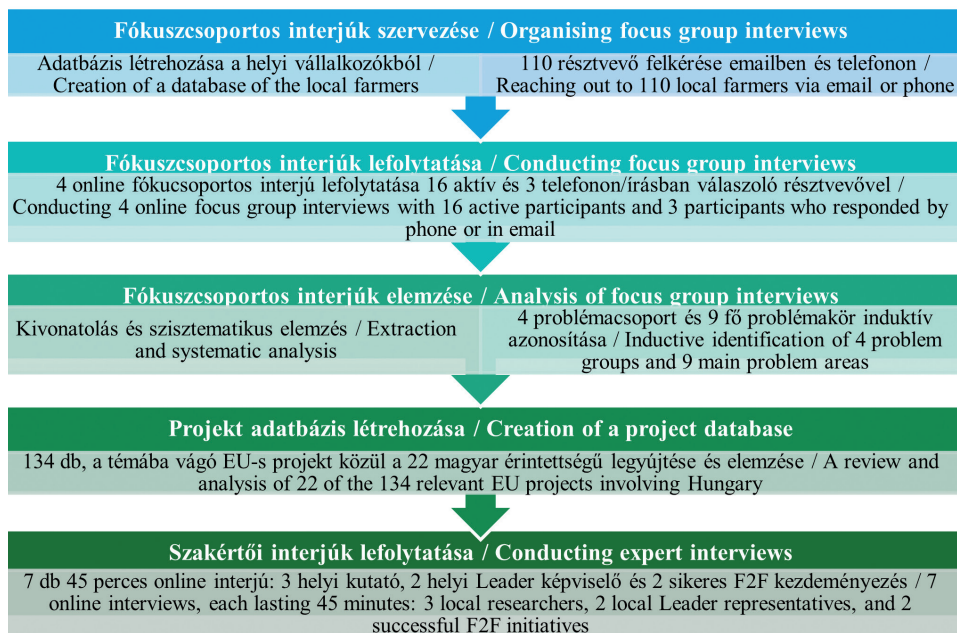 Fókuszcsoportos interjúk szervezése / Organising focus group interviews
Adatbázis létrehozása a helyi vállalkozókból /
Creation of a database of the local farmers
110 résztvevő felkérése emailben és telefonon /
Reaching out to 110 local farmers via email or phone
Fókuszcsoportos interjúk lefolytatása / Conducting focus group interviews
4 online fókucsoportos interjú lefolytatása 16 aktív és 3 telefonon/írásban válaszoló résztvevővel /
Conducting 4 online focus group interviews with 16 active participants and 3 participants who responded by
phone or in email
Fókuszcsoportos interjúk elemzése / Analysis of focus group interviews
Kivonatolás és szisztematikus elemzés / Extraction
and systematic analysis
4 problémacsoport és 9 fő problémakör induktív
azonosítása / Inductive identification of 4 problem
groups and 9 main problem areas
Projekt adatbázis létrehozása / Creation of a project database
134 db, a témába vágó EU-s projekt közül a 22 magyar érintettségű legyűjtése és elemzése / A review and
analysis of 22 of the 134 relevant EU projects involving Hungary
Szakértői interjúk lefolytatása / Conducting expert interviews
7 db 45 perces online interjú: 3 helyi kutató, 2 helyi Leader képviselő és 2 sikeres F2F kezdeményezés / 7
online interviews, each lasting 45 minutes: 3 local researchers, 2 local Leader representatives, and 2
successful F2F initiatives